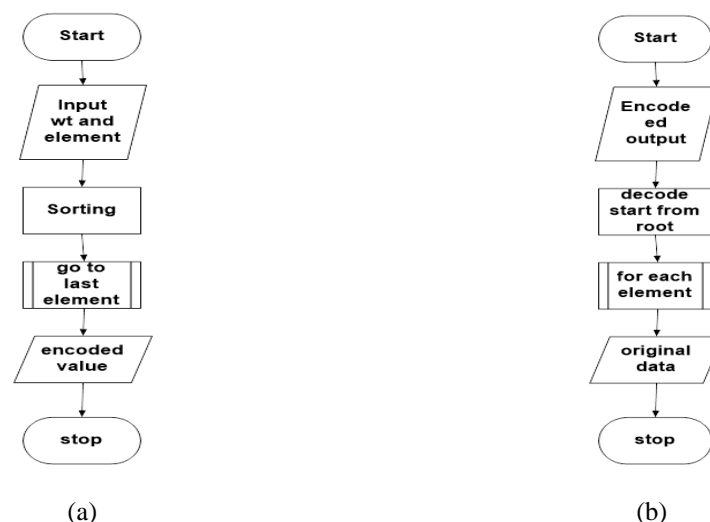 Start
Input
wt and
element
Sorting
go to
last
element
encoded
value
stop
(a)
Start
Encode
ed
output
decode
start from
root
for each
element
original
data
stop
(b)